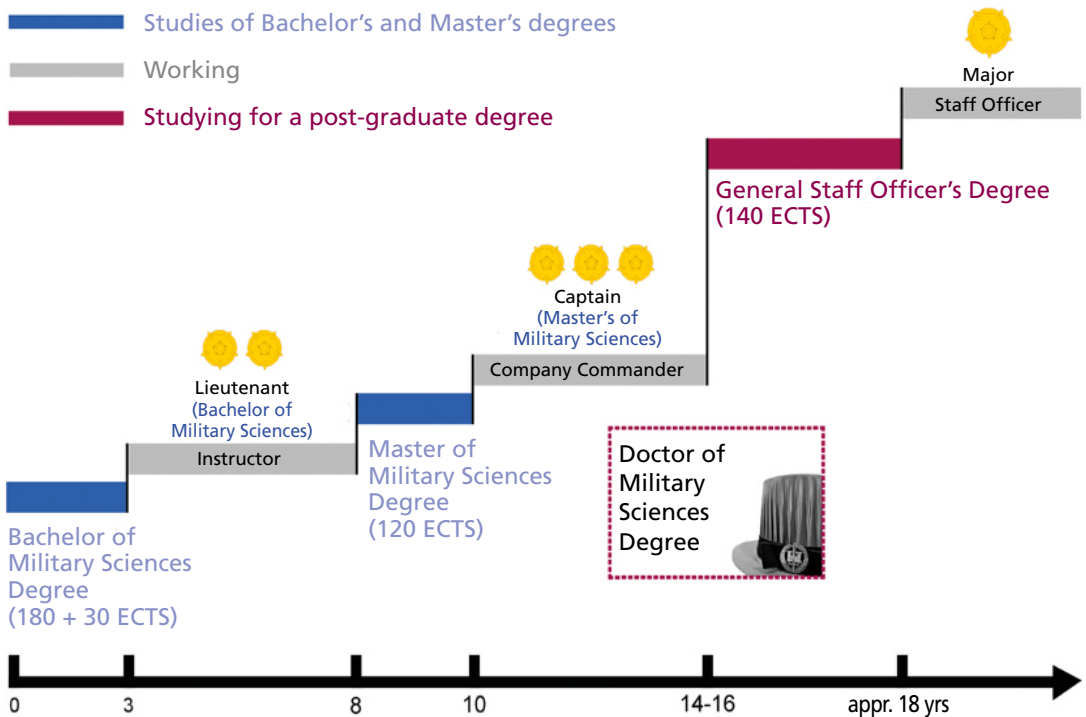 Studies of Bachelor's and Master's degrees
Working
Studying for a post-graduate degree
Major
Staff Officer
General Staff Officer's Degree
(140 ECTS)
Captain
(Master's of
Military Sciences)
Company Commander
Lieutenant
(Bachelor of
Military Sciences)
Instructor
Master of
Military Sciences
Degree
(120 ECTS)
Doctor of
Military
Sciences
Degree
Bachelor of
Military Sciences
Degree
(180 + 30 ECTS)
0 3 8 10 14-16 appr. 18 yrs